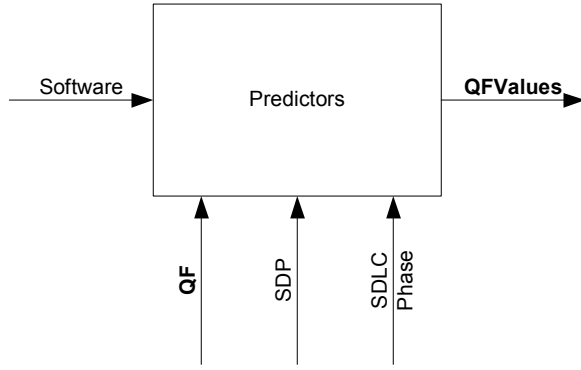 Software
Predictors
QFValues
QF
SDP
SDLC
Phase